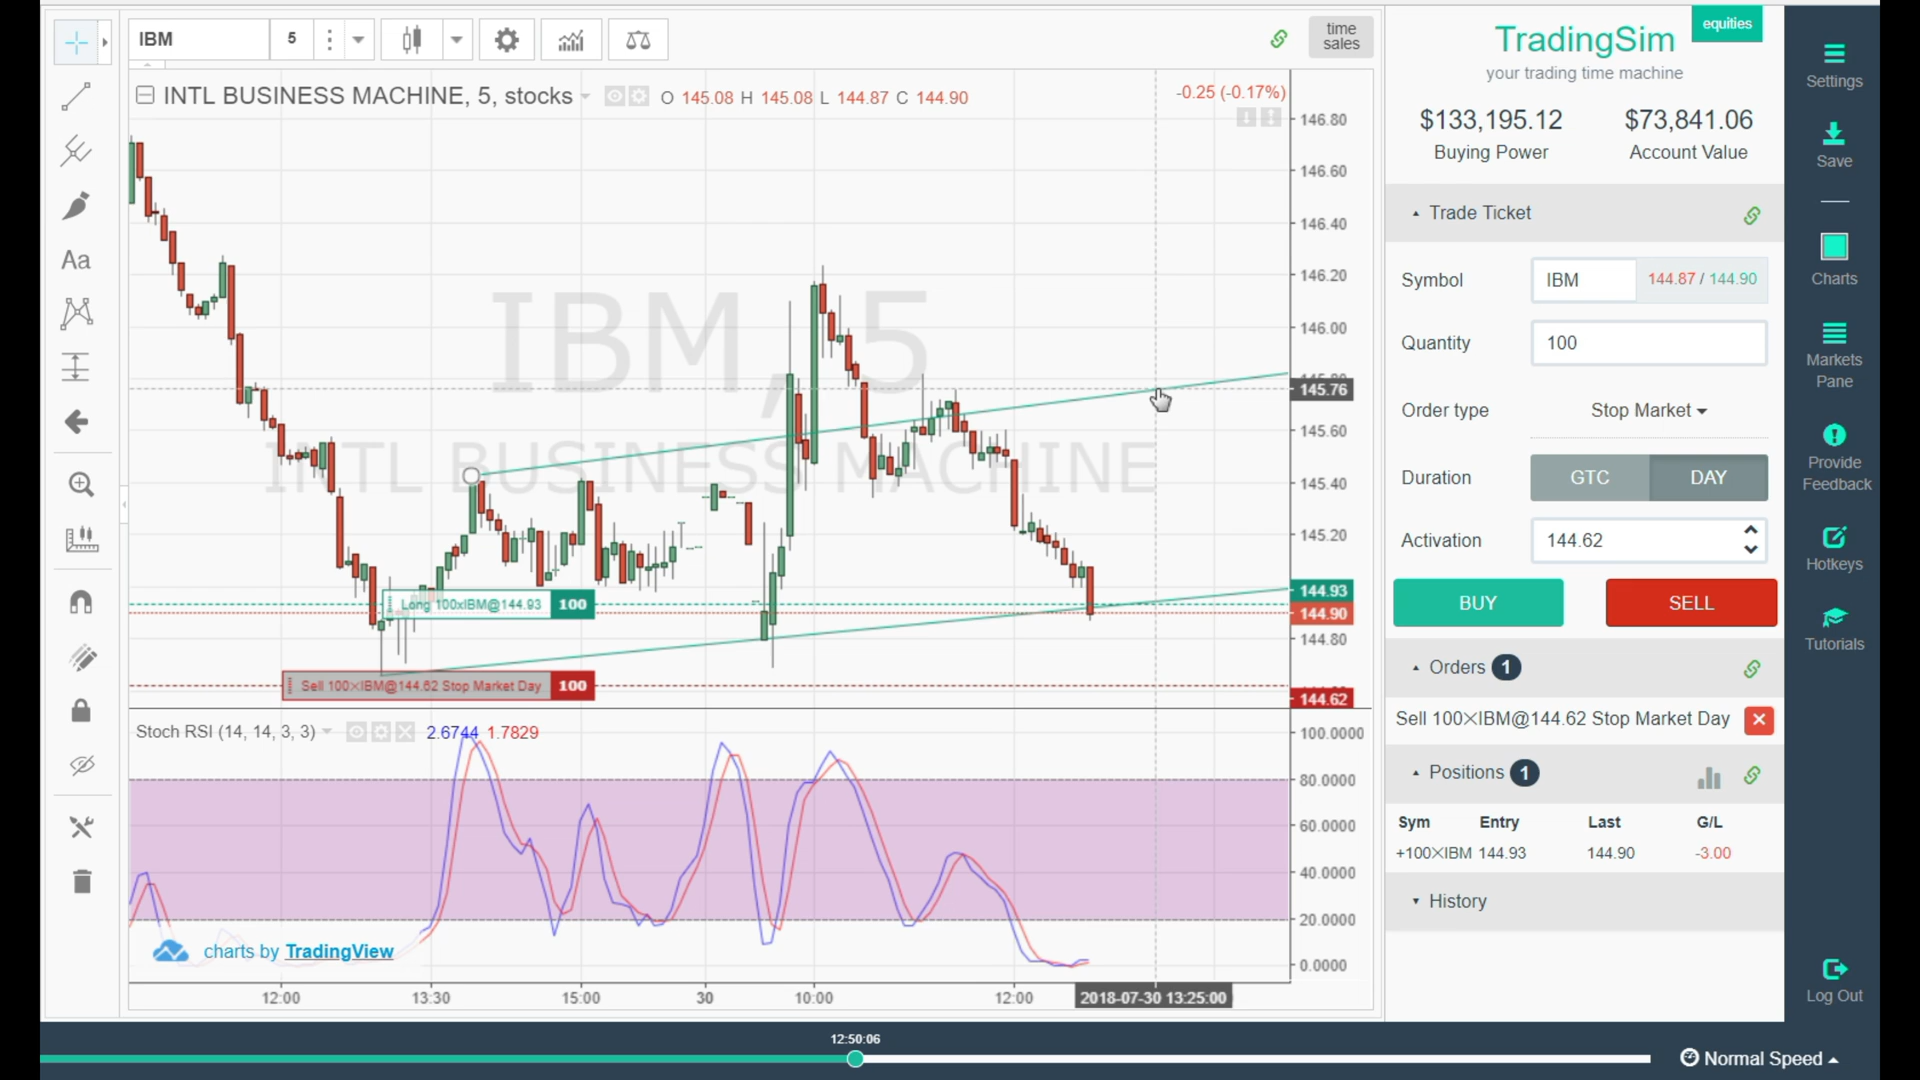 IBM
5
time
sales
INTL BUSINESS MACHINE, 5, stocks
O 145.08 H 145.08 L 144.87 C 144.90
-0.25 (-0.17%)
IBM, 5
INTL BUSINESS MACHINE
146.80
146.60
146.40
146.20
146.00
145.76
145.60
145.40
145.20
144.93
144.90
144.80
144.62
Long 100xIBM@144.93 100
Sell 100×IBM@144.62 Stop Market Day 100
Stoch RSI (14, 14, 3, 3)
2.6744 1.7829
100.0000
80.0000
60.0000
40.0000
20.0000
0.0000
charts by TradingView
12:00
13:30
15:00
30
10:00
12:00
2018-07-30 13:25:00
Aa
equities
TradingSim
your trading time machine
$133,195.12
Buying Power
$73,841.06
Account Value
Trade Ticket
Symbol
IBM
144.87 / 144.90
Quantity
100
Order type
Stop Market
Duration
GTC
DAY
Activation
144.62
BUY
SELL
Orders 1
Sell 100×IBM@144.62 Stop Market Day
Positions 1
Sym Entry Last G/L
+100×IBM 144.93 144.90 -3.00
History
Settings
Save
Charts
Markets
Pane
Provide
Feedback
Hotkeys
Tutorials
Log Out
12:50:06
Normal Speed